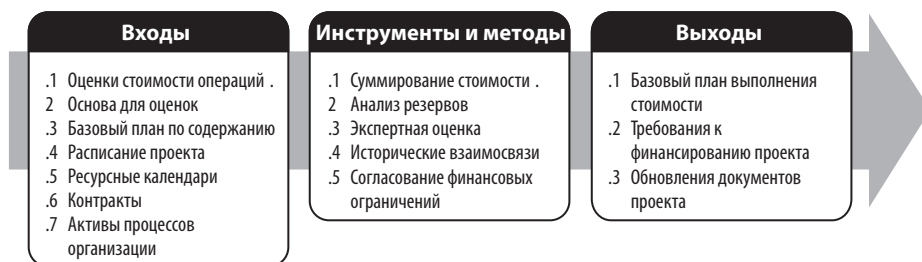 Входы
.1 Оценки стоимости операций .
2 Основа для оценок
.3 Базовый план по содержанию
.4 Расписание проекта
.5 Ресурсные календари
.6 Контракты
.7 Активы процессов
организации
Инструменты и методы
.1 Суммирование стоимости .
2 Анализ резервов
.3 Экспертная оценка
.4 Исторические взаимосвязи
.5 Согласование финансовых
ограничений
Выходы
.1 Базовый план выполнения
стоимости
.2 Требования к
финансированию проекта
.3 Обновления документов
проекта